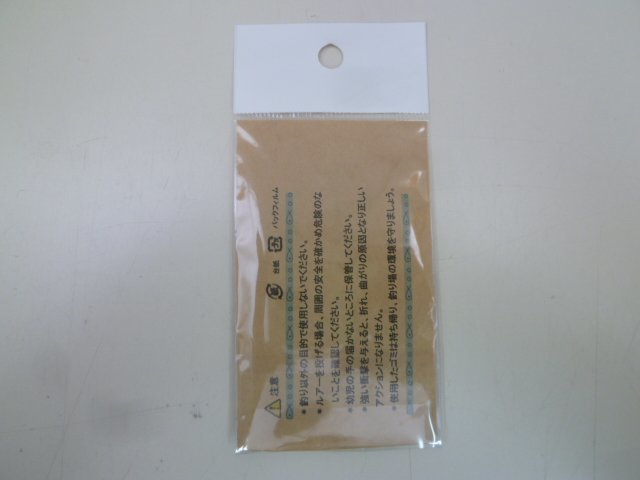 ⚠ 注意
台紙
バックフィルム
＊釣り以外の目的で使用しないでください。
＊ルアーを投げる場合、周囲の安全を確かめ危険のな
いことを確認してください。
＊幼児の手の届かないところに保管してください。
＊強い衝撃を与えると、折れ、曲がりの原因となり正しい
アクションになりません。
＊使用したゴミは持ち帰り、釣り場の環境を守りましょう。